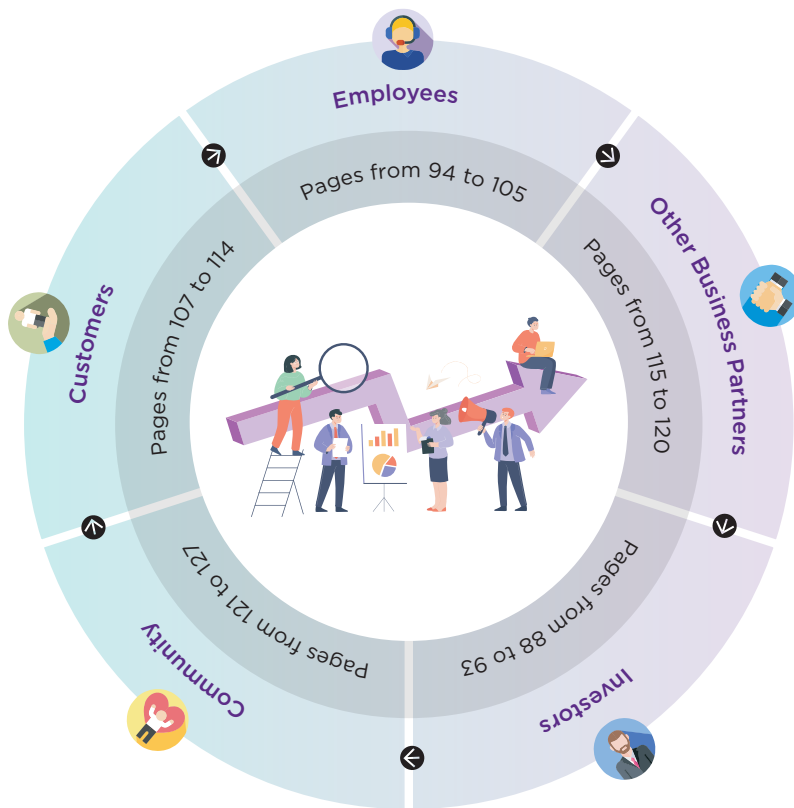 Employees
Pages from 94 to 105
Other Business Partners
Pages from 115 to 120
Investors
Pages from 88 to 93
Community
Pages from 121 to 127
Customers
Pages from 107 to 114